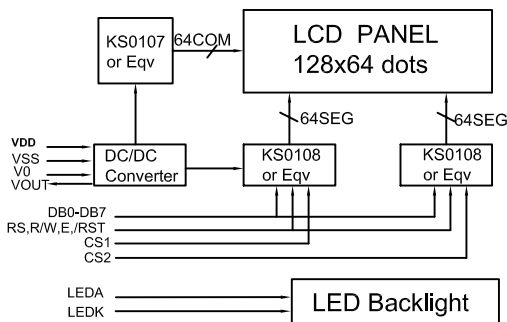 KS0107
or Eqv
64COM
LCD PANEL
128x64 dots
64SEG
64SEG
VDD
VSS
V0
VOUT
DC/DC
Converter
KS0108
or Eqv
KS0108
or Eqv
DB0-DB7
RS,R/W,E,/RST
CS1
CS2
LEDA
LEDK
LED Backlight